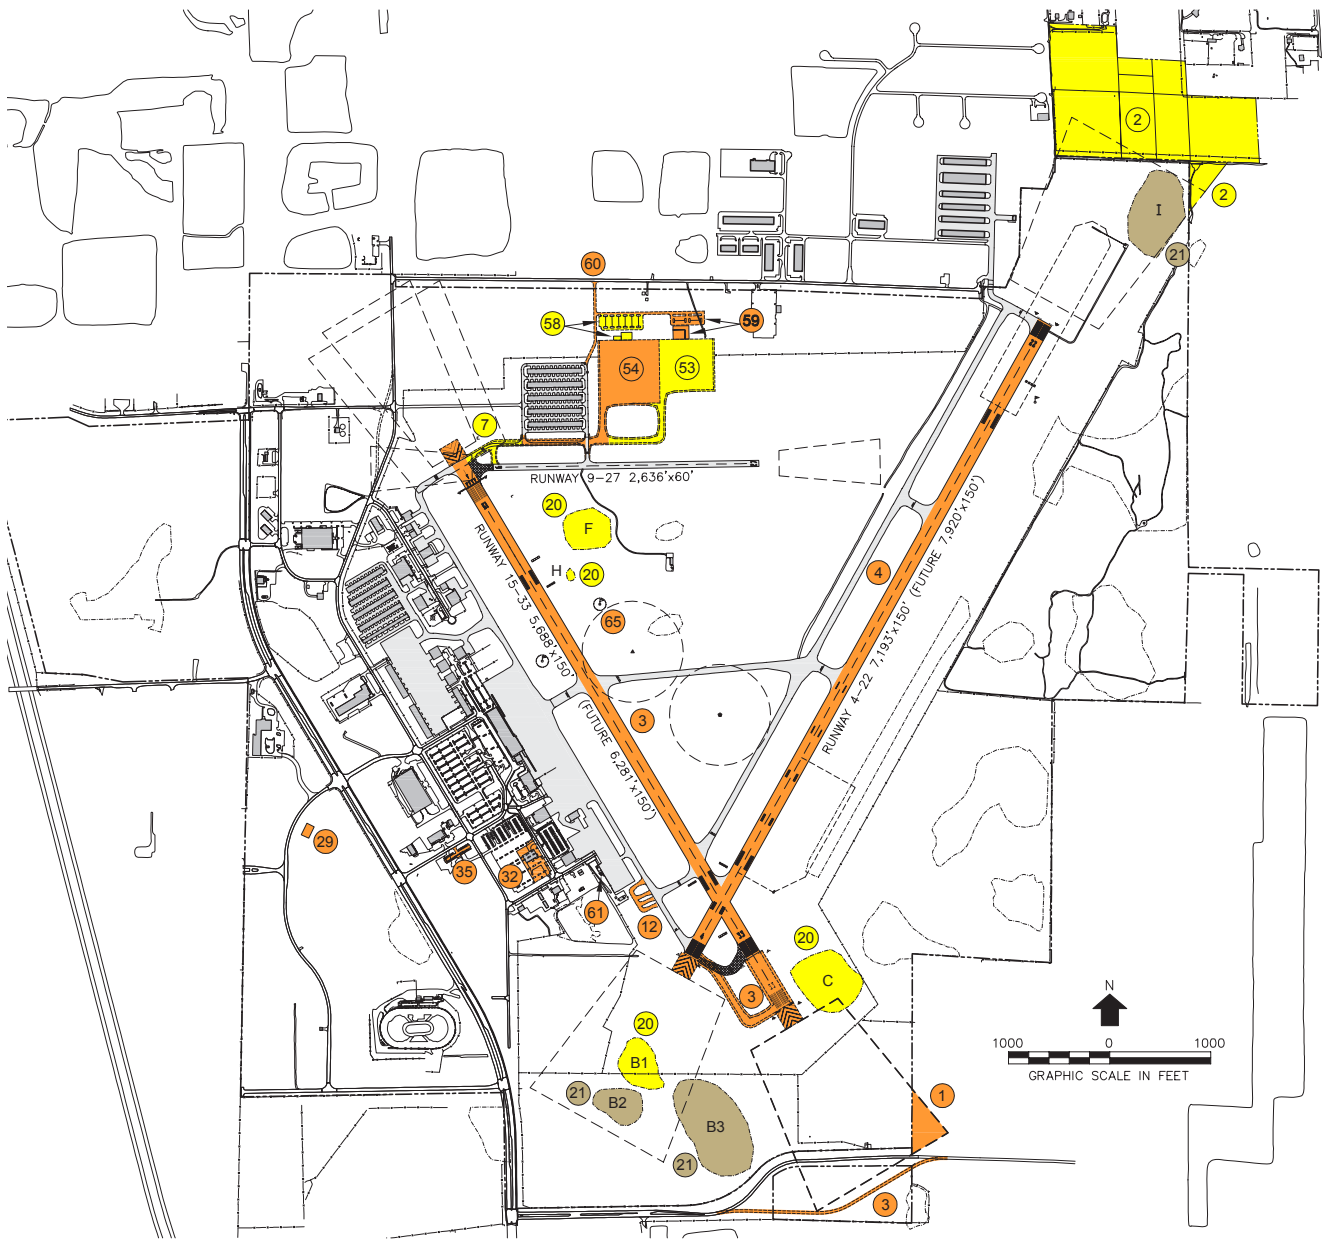 2
2
I
21
60
58
59
54
53
7
RUNWAY 9-27 2,636'x60'
20
F
H
20
65
4
RUNWAY 15-33 5,688'x150'
(FUTURE 6,281'x150')
RUNWAY 4-22 7,193'x150' (FUTURE 7,920'x150')
3
29
35
32
61
12
20
C
3
N
1000 0 1000
GRAPHIC SCALE IN FEET
20
B1
21
B2
B3
21
1
3